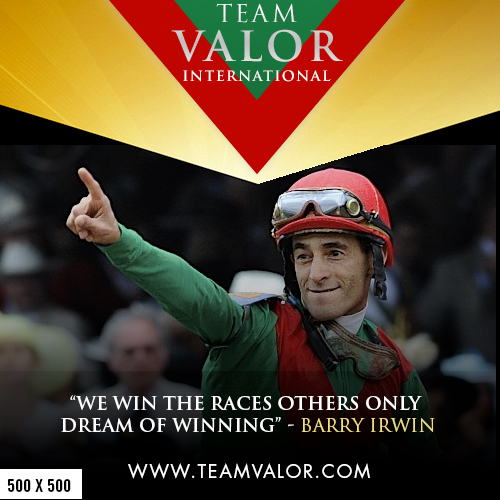 TEAM
VALOR
INTERNATIONAL
“WE WIN THE RACES OTHERS ONLY
DREAM OF WINNING” - BARRY IRWIN
WWW.TEAMVALOR.COM
500 X 500